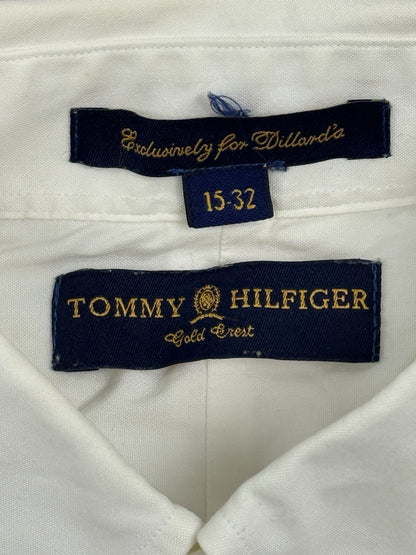 Exclusively for Dillard's
15-32
TOMMY HILFIGER
Gold Crest